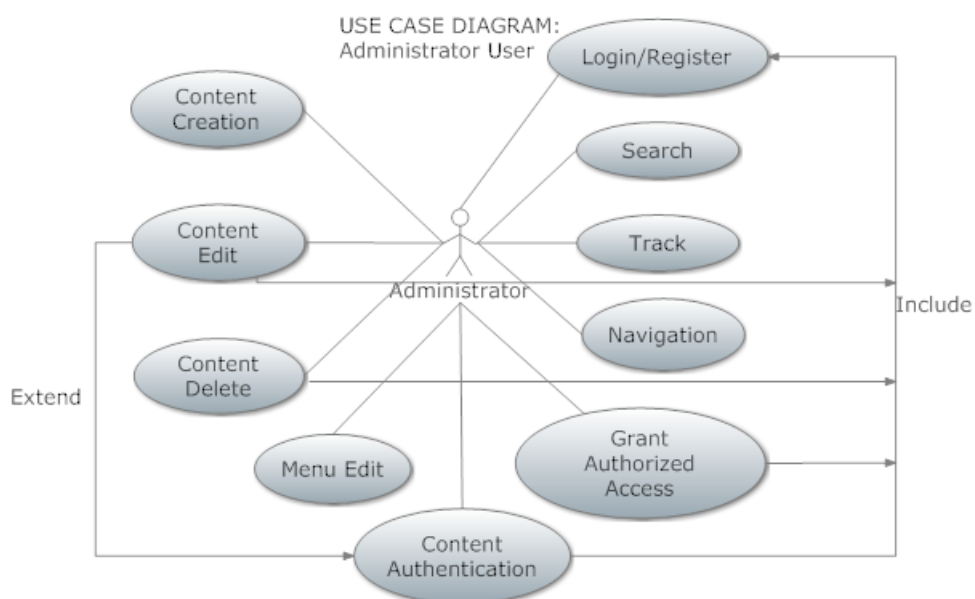 USE CASE DIAGRAM:
Administrator User
Login/Register
Content
Creation
Search
Content
Edit
Track
Administrator
Include
Navigation
Content
Delete
Extend
Grant
Authorized
Access
Menu Edit
Content
Authentication